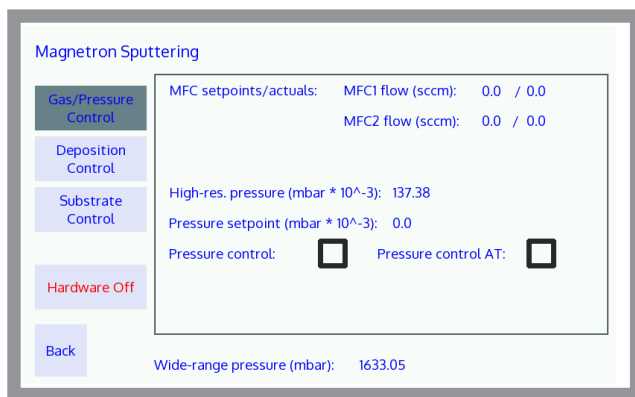 Magnetron Sputtering
Gas/Pressure
Control
MFC setpoints/actuals: MFC1 flow (sccm): 0.0 / 0.0
MFC2 flow (sccm): 0.0 / 0.0
Deposition
Control
Substrate
Control
High-res. pressure (mbar * 10^-3): 137.38
Pressure setpoint (mbar * 10^-3): 0.0
Pressure control: Pressure control AT:
Hardware Off
Back
Wide-range pressure (mbar): 1633.05